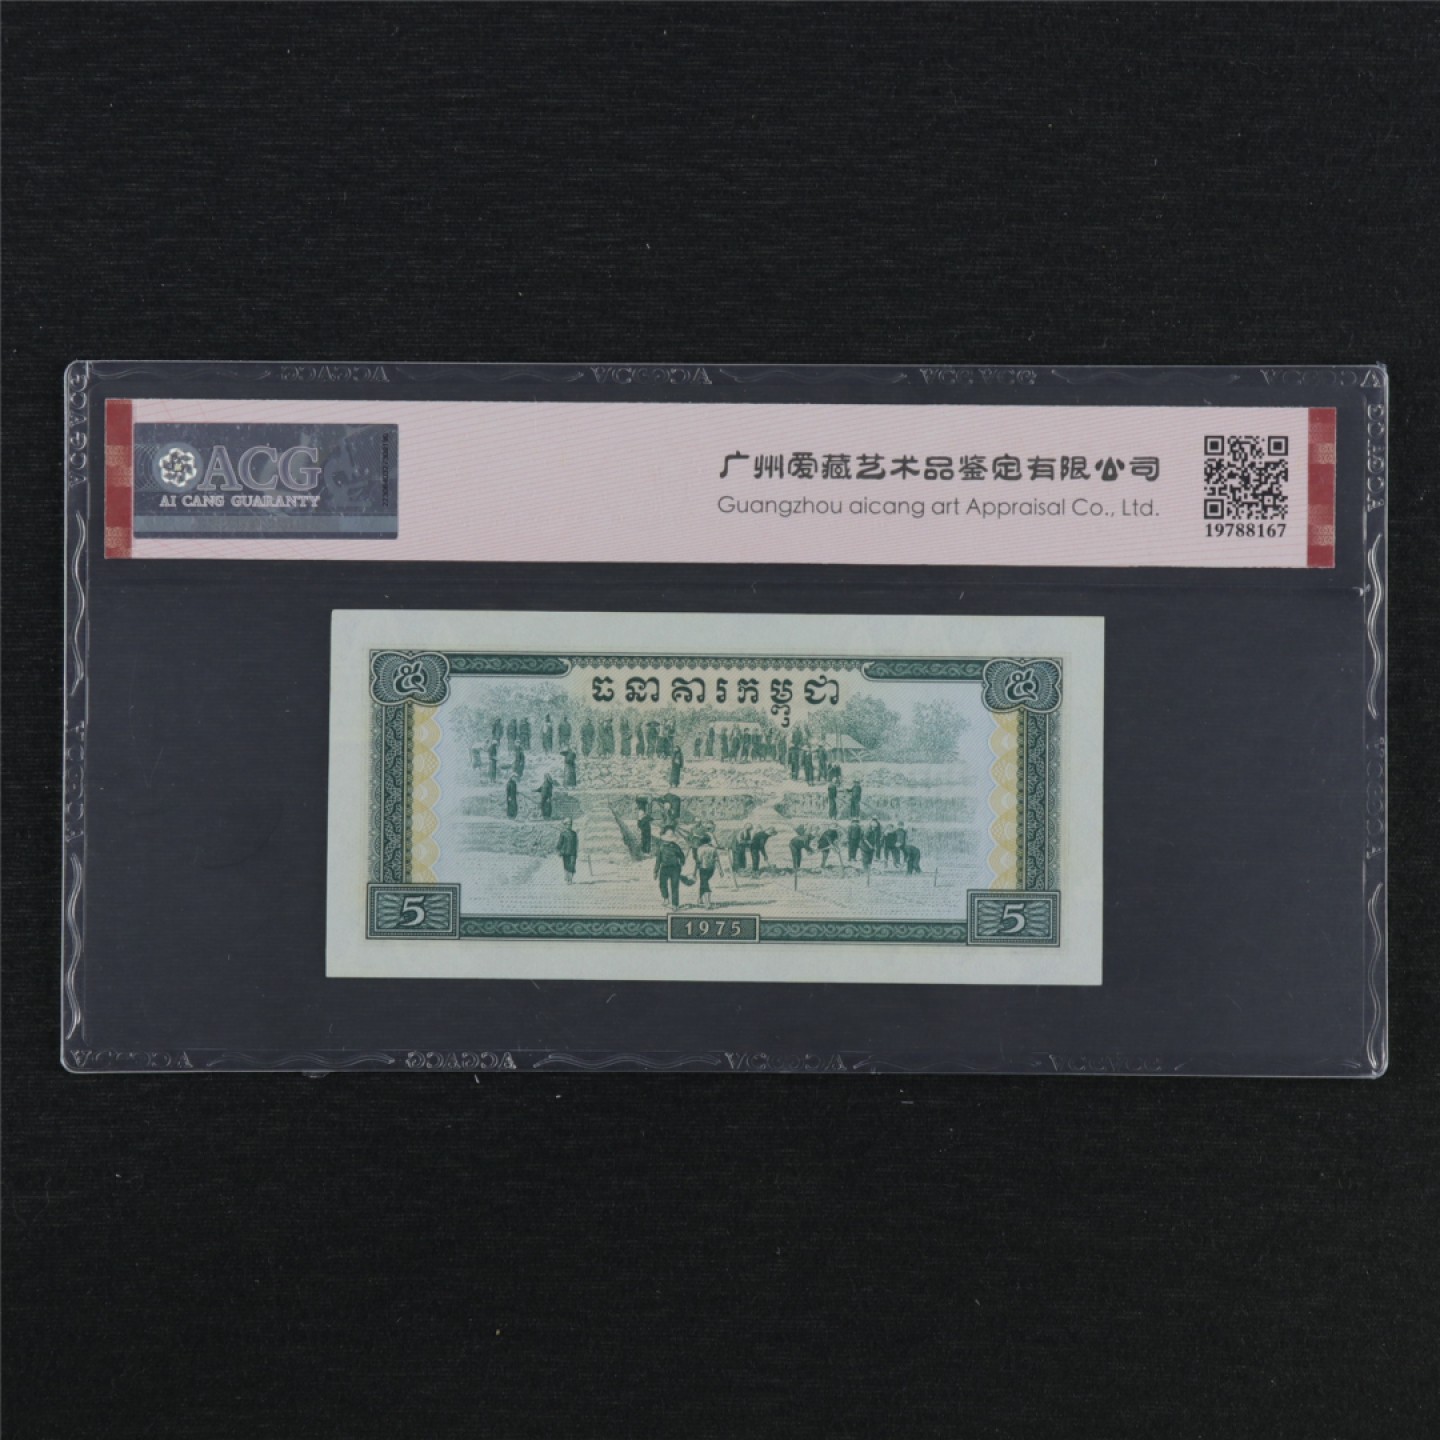 ACG
AI CANG GUARANTY
广州爱藏艺术品鉴定有限公司
Guangzhou aicang art Appraisal Co., Ltd.
19788167
៥ ៥
ធនាគារកម្ពុជា
5 1975 5